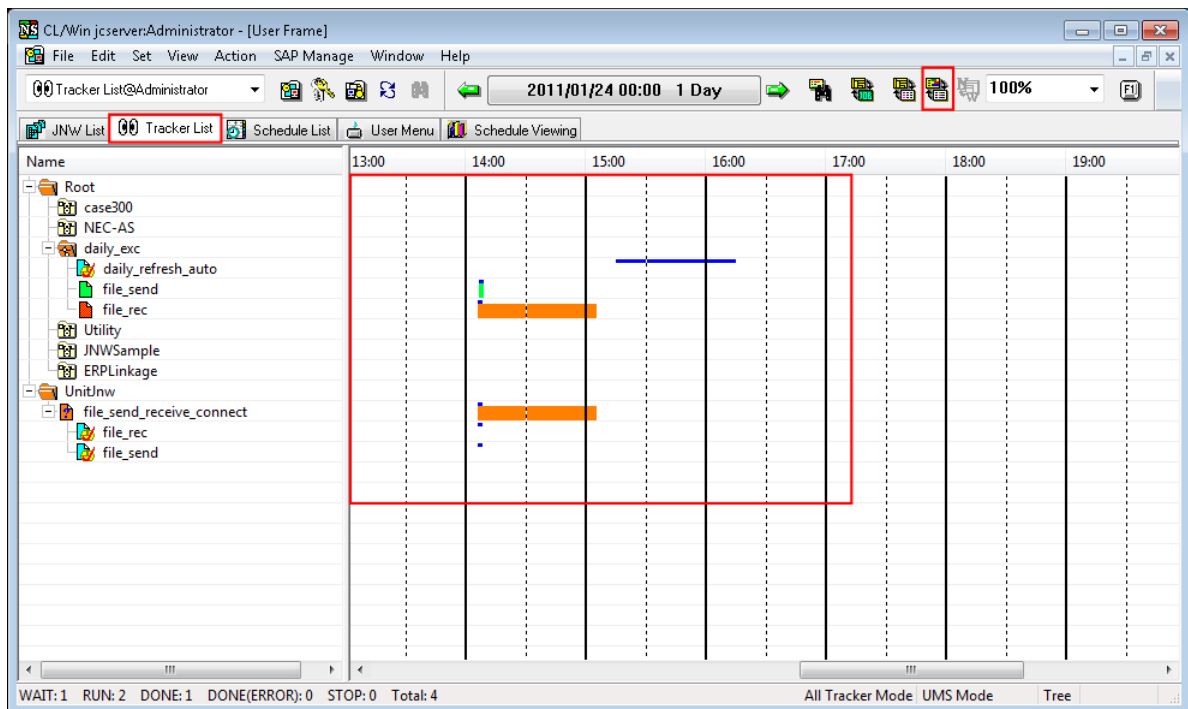 CL/Win jcserver:Administrator - [User Frame]
File Edit Set View Action SAP Manage Window Help
Tracker List@Administrator 2011/01/24 00:00 1 Day 100% F1
JNW List Tracker List Schedule List User Menu Schedule Viewing
Name 13:00 14:00 15:00 16:00 17:00 18:00 19:00
Root
case300
NEC-AS
daily_exc
daily_refresh_auto
file_send
file_rec
Utility
JNWSample
ERPLinkage
UnitJnw
file_send_receive_connect
file_rec
file_send
WAIT: 1 RUN: 2 DONE: 1 DONE(ERROR): 0 STOP: 0 Total: 4 All Tracker Mode UMS Mode Tree